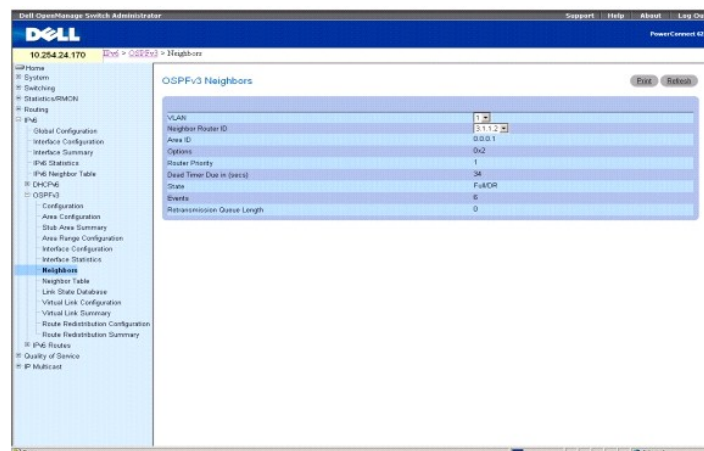 Dell OpenManage Switch Administrator
Support Help About Log Ou
DELL
PowerConnect 62
10.254.24.170
IPv6 > OSPFv3 > Neighbors
Home
System
Switching
Statistics/RMON
Routing
IPv6
Global Configuration
Interface Configuration
Interface Summary
IPv6 Statistics
IPv6 Neighbor Table
DHCPv6
OSPFv3
Configuration
Area Configuration
Stub Area Summary
Area Range Configuration
Interface Configuration
Interface Statistics
Neighbors
Neighbor Table
Link State Database
Virtual Link Configuration
Virtual Link Summary
Route Redistribution Configuration
Route Redistribution Summary
IPv6 Routes
Quality of Service
IP Multicast
OSPFv3 Neighbors
Print Refresh
VLAN 1
Neighbor Router ID 3.1.1.2
Area ID 0.0.0.1
Options 0x2
Router Priority 1
Dead Timer Due in (secs) 34
State Full/DR
Events 6
Retransmission Queue Length 0